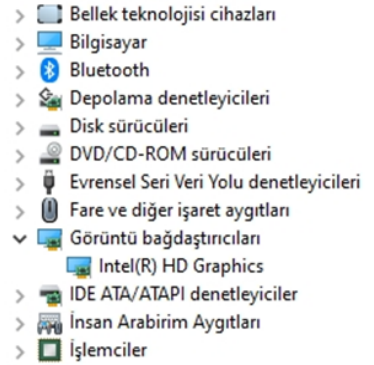 Bellek teknolojisi cihazları
Bilgisayar
Bluetooth
Depolama denetleyicileri
Disk sürücüleri
DVD/CD-ROM sürücüleri
Evrensel Seri Veri Yolu denetleyicileri
Fare ve diğer işaret aygıtları
Görüntü bağdaştırıcıları
Intel(R) HD Graphics
IDE ATA/ATAPI denetleyiciler
İnsan Arabirim Aygıtları
İşlemciler